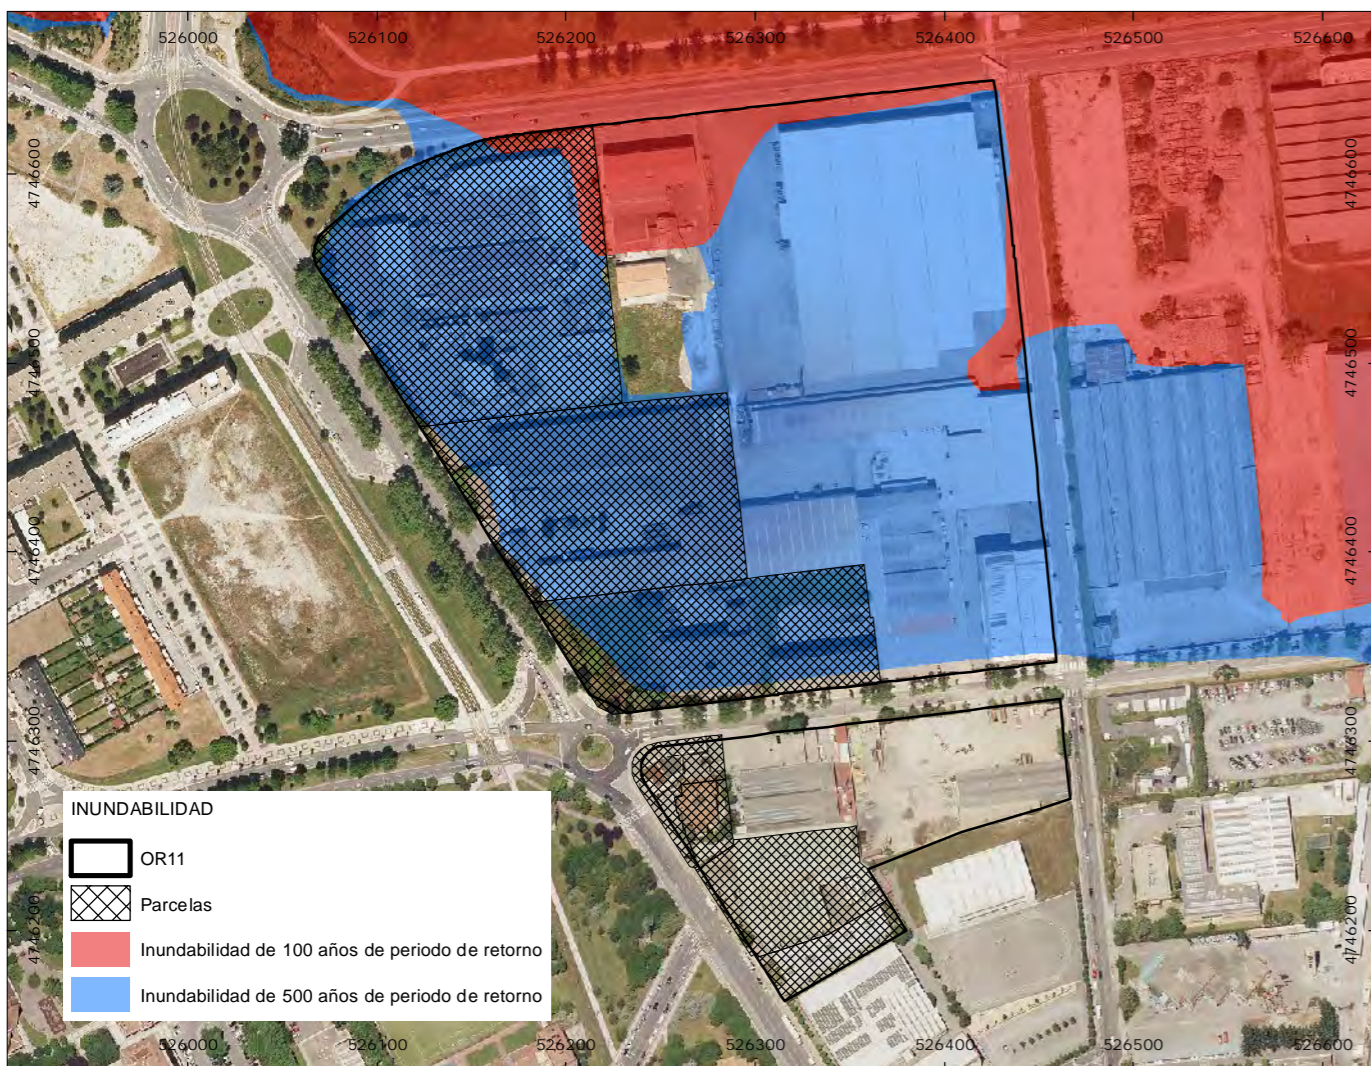 526000 526100 526200 526300 526400 526500 526600
4746600 4746600
4746500 4746500
4746400 4746400
4746300 4746300
4746200 4746200
INUNDABILIDAD
OR11
Parcelas
Inundabilidad de 100 años de periodo de retorno
Inundabilidad de 500 años de periodo de retorno
526000 526100 526200 526300 526400 526500 526600